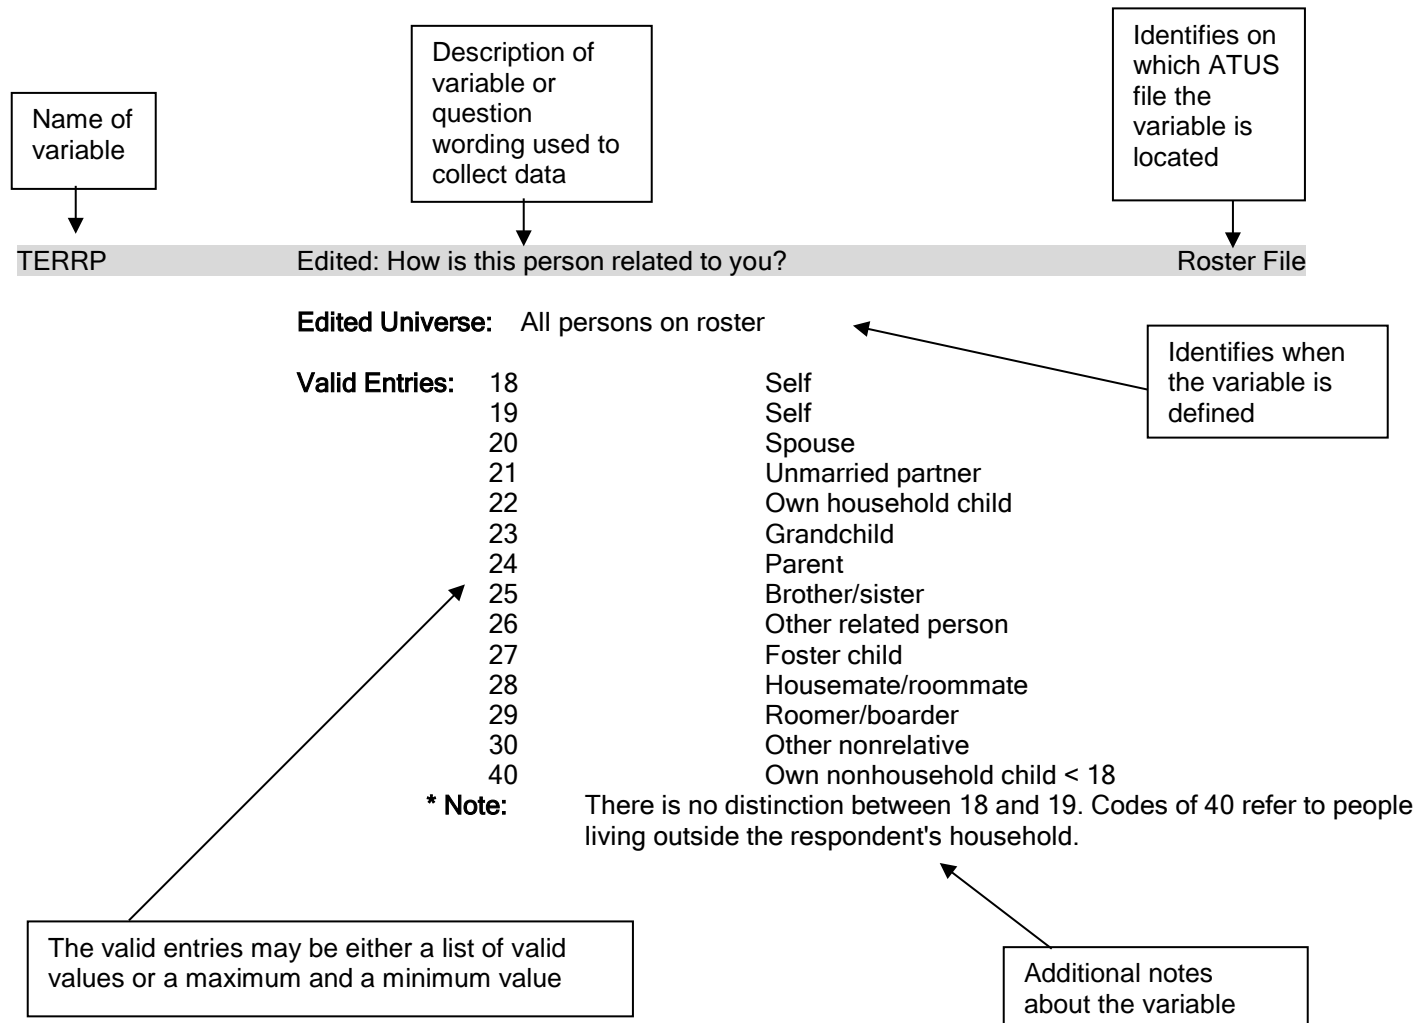 Name of
variable
Description of
variable or
question
wording used to
collect data
Identifies on
which ATUS
file the
variable is
located
TERRP Edited: How is this person related to you? Roster File
Edited Universe: All persons on roster
Identifies when
the variable is
defined
Valid Entries: 18 Self
19 Self
20 Spouse
21 Unmarried partner
22 Own household child
23 Grandchild
24 Parent
25 Brother/sister
26 Other related person
27 Foster child
28 Housemate/roommate
29 Roomer/boarder
30 Other nonrelative
40 Own nonhousehold child < 18
* Note: There is no distinction between 18 and 19. Codes of 40 refer to people
living outside the respondent's household.
The valid entries may be either a list of valid
values or a maximum and a minimum value
Additional notes
about the variable